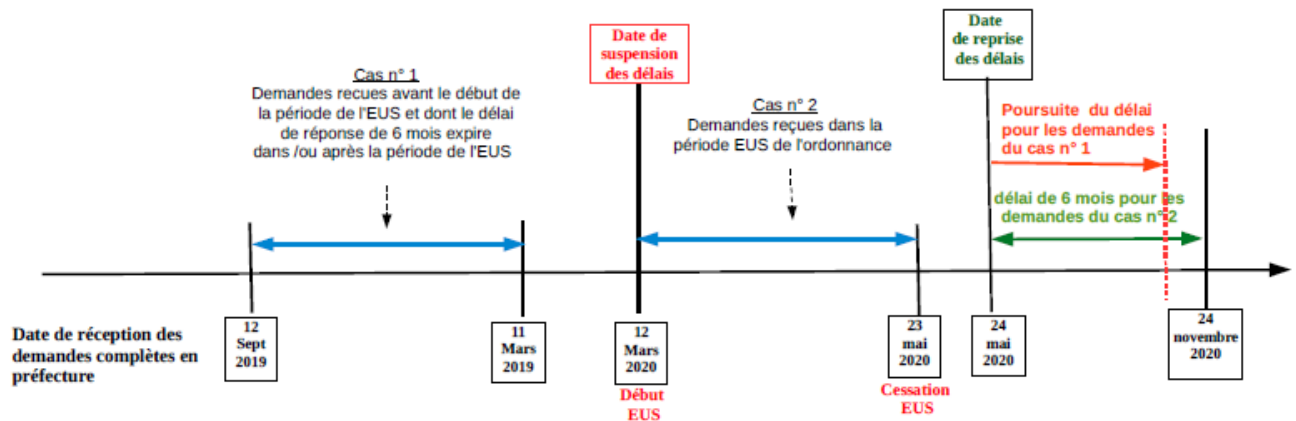 Cas n° 1
Demandes recues avant le début de
la période de l'EUS et dont le délai
de réponse de 6 mois expire
dans /ou après la période de l'EUS
Date de
suspension
des délais
Cas n° 2
Demandes reçues dans la
période EUS de l'ordonnance
Date
de reprise
des délais
Poursuite du délai
pour les demandes
du cas n° 1
délai de 6 mois pour les
demandes du cas n° 2
Date de réception des
demandes complètes en
préfecture
12
Sept
2019
11
Mars
2019
12
Mars
2020
Début
EUS
23
mai
2020
Cessation
EUS
24
mai
2020
24
novembre
2020